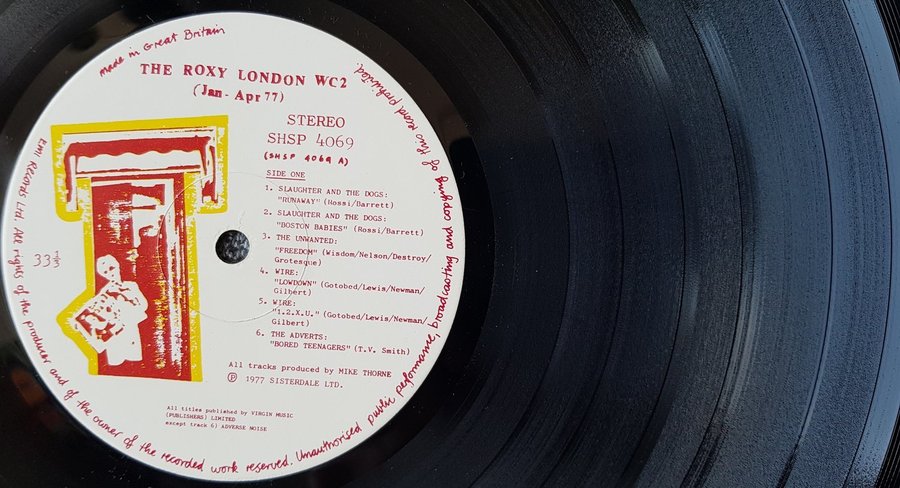 made in Great Britain
THE ROXY LONDON WC2
(Jan - Apr 77)
STEREO
SHSP 4069
(SHSP 4069 A)
SIDE ONE
1. SLAUGHTER AND THE DOGS:
"RUNAWAY" (Rossi/Barrett)
2. SLAUGHTER AND THE DOGS:
"BOSTON BABIES" (Rossi/Barrett)
3. THE UNWANTED:
"FREEDOM" (Wisdom/Nelson/Destroy/
Grotesque)
4. WIRE:
"LOWDOWN" (Gotobed/Lewis/Newman/
Gilbert)
5. WIRE:
"1.2.X.U." (Gotobed/Lewis/Newman/
Gilbert)
6. THE ADVERTS:
"BORED TEENAGERS" (T.V. Smith)
33⅓
All tracks produced by MIKE THORNE
Ⓟ 1977 SISTERDALE LTD.
All titles published by VIRGIN MUSIC
(PUBLISHERS) LIMITED
except track 6) ADVERSE NOISE
EMI Records Ltd. All rights of the producer and of the owner of the recorded work reserved. Unauthorised public performance, broadcasting and copying of this record prohibited.